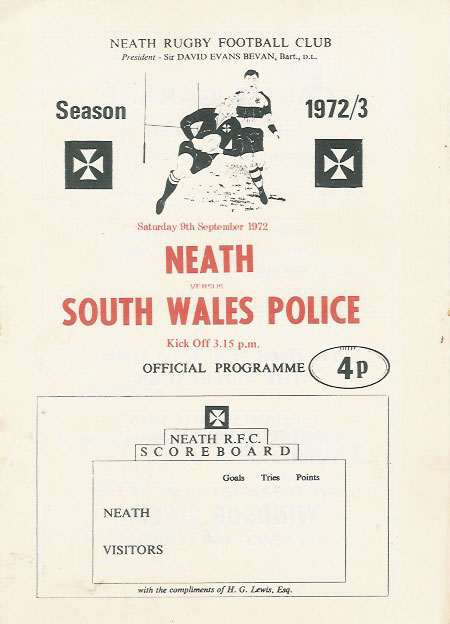 NEATH RUGBY FOOTBALL CLUB
President - Sir DAVID EVANS BEVAN, Bart., D.L.
Season 1972/3
Saturday 9th September 1972
NEATH
VERSUS
SOUTH WALES POLICE
Kick Off 3.15 p.m.
OFFICIAL PROGRAMME 4p
NEATH R.F.C.
SCOREBOARD
Goals Tries Points
NEATH
VISITORS
with the compliments of H. G. Lewis, Esq.